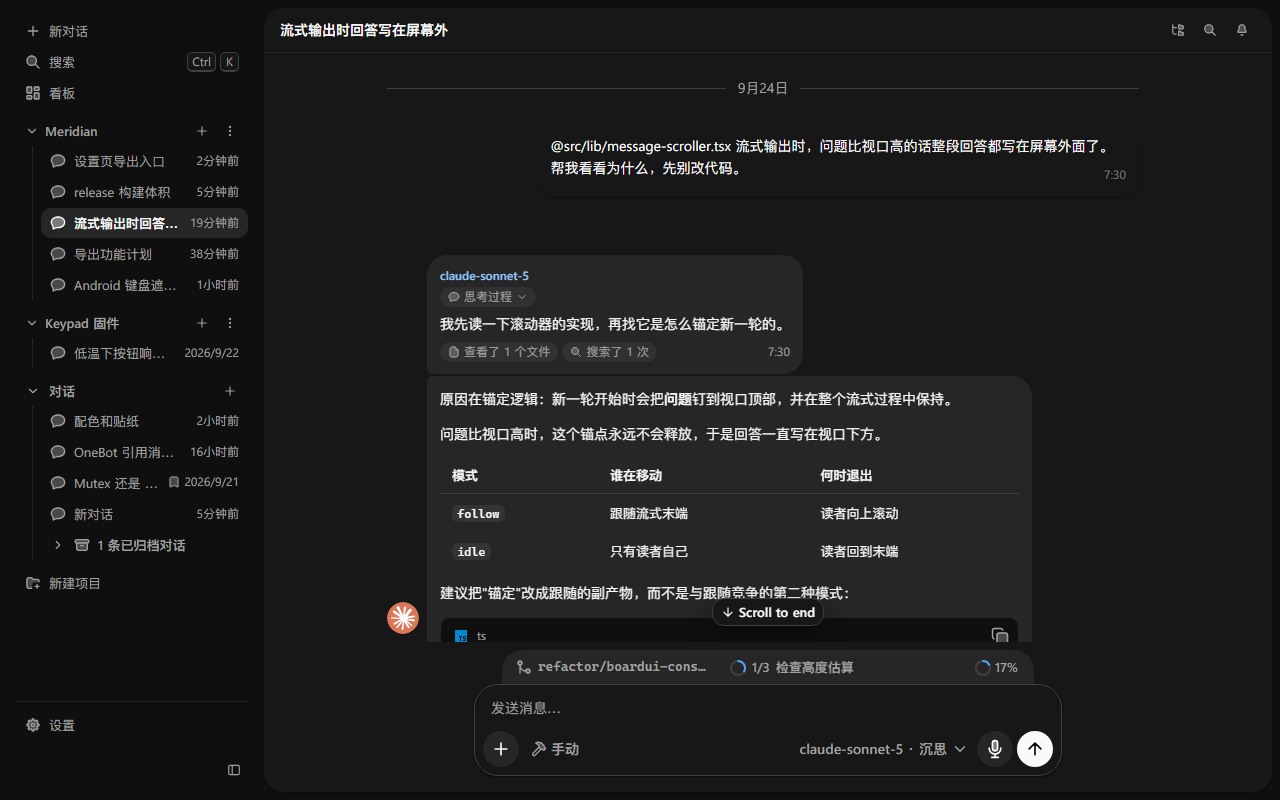 新对话
搜索 Ctrl K
看板
Meridian
设置页导出入口 2分钟前
release 构建体积 5分钟前
流式输出时回答… 19分钟前
导出功能计划 38分钟前
Android 键盘遮… 1小时前
Keypad 固件
低温下按钮响… 2026/9/22
对话
配色和贴纸 2小时前
OneBot 引用消… 16小时前
Mutex 还是 … 2026/9/21
新对话 5分钟前
1 条已归档对话
新建项目
设置
流式输出时回答写在屏幕外
9月24日
@src/lib/message-scroller.tsx 流式输出时，问题比视口高的话整段回答都写在屏幕外面了。
帮我看看为什么，先别改代码。
7:30
claude-sonnet-5
思考过程
我先读一下滚动器的实现，再找它是怎么锚定新一轮的。
查看了 1 个文件 搜索了 1 次 7:30
原因在锚定逻辑：新一轮开始时会把问题钉到视口顶部，并在整个流式过程中保持。
问题比视口高时，这个锚点永远不会释放，于是回答一直写在视口下方。
模式 谁在移动 何时退出
follow 跟随流式末端 读者向上滚动
idle 只有读者自己 读者回到末端
建议把"锚定"改成跟随的副产物，而不是与跟随竞争的第二种模式：
Scroll to end
TS ts
refactor/boardui-cons… 1/3 检查高度估算 17%
发送消息…
手动 claude-sonnet-5 · 沉思